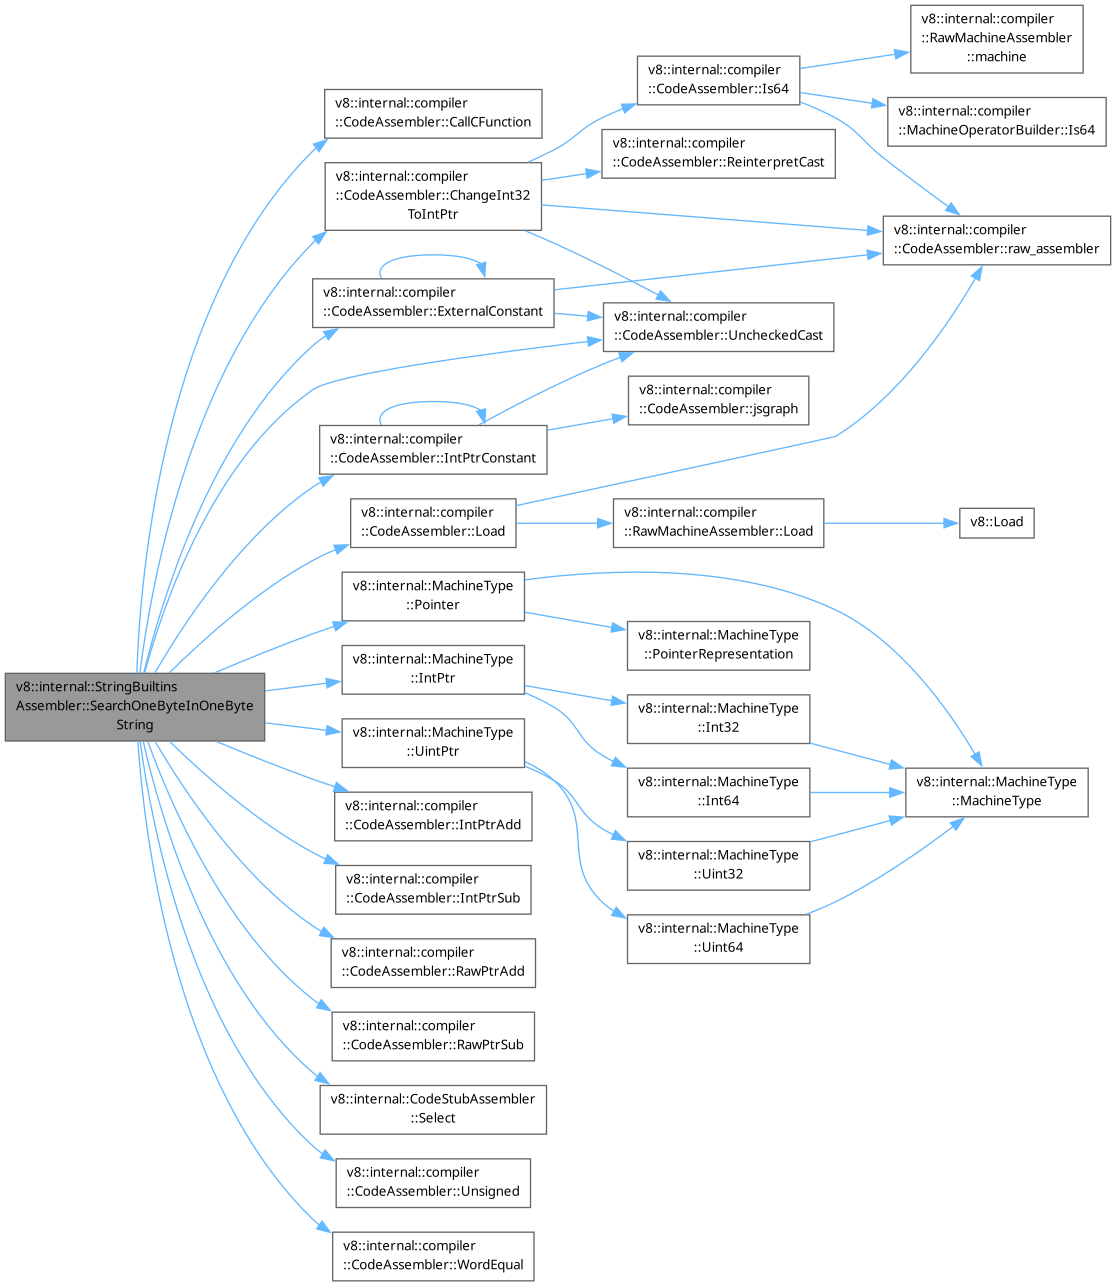 v8::internal::StringBuiltins
Assembler::SearchOneByteInOneByte
String
v8::internal::compiler
::CodeAssembler::CallCFunction
v8::internal::compiler
::CodeAssembler::ChangeInt32
ToIntPtr
v8::internal::compiler
::CodeAssembler::ExternalConstant
v8::internal::compiler
::CodeAssembler::IntPtrConstant
v8::internal::compiler
::CodeAssembler::Load
v8::internal::MachineType
::Pointer
v8::internal::MachineType
::IntPtr
v8::internal::MachineType
::UintPtr
v8::internal::compiler
::CodeAssembler::IntPtrAdd
v8::internal::compiler
::CodeAssembler::IntPtrSub
v8::internal::compiler
::CodeAssembler::RawPtrAdd
v8::internal::compiler
::CodeAssembler::RawPtrSub
v8::internal::CodeStubAssembler
::Select
v8::internal::compiler
::CodeAssembler::Unsigned
v8::internal::compiler
::CodeAssembler::WordEqual
v8::internal::compiler
::CodeAssembler::Is64
v8::internal::compiler
::CodeAssembler::ReinterpretCast
v8::internal::compiler
::CodeAssembler::UncheckedCast
v8::internal::compiler
::CodeAssembler::jsgraph
v8::internal::compiler
::RawMachineAssembler::Load
v8::internal::MachineType
::PointerRepresentation
v8::internal::MachineType
::Int32
v8::internal::MachineType
::Int64
v8::internal::MachineType
::Uint32
v8::internal::MachineType
::Uint64
v8::internal::compiler
::RawMachineAssembler
::machine
v8::internal::compiler
::MachineOperatorBuilder::Is64
v8::internal::compiler
::CodeAssembler::raw_assembler
v8::Load
v8::internal::MachineType
::MachineType